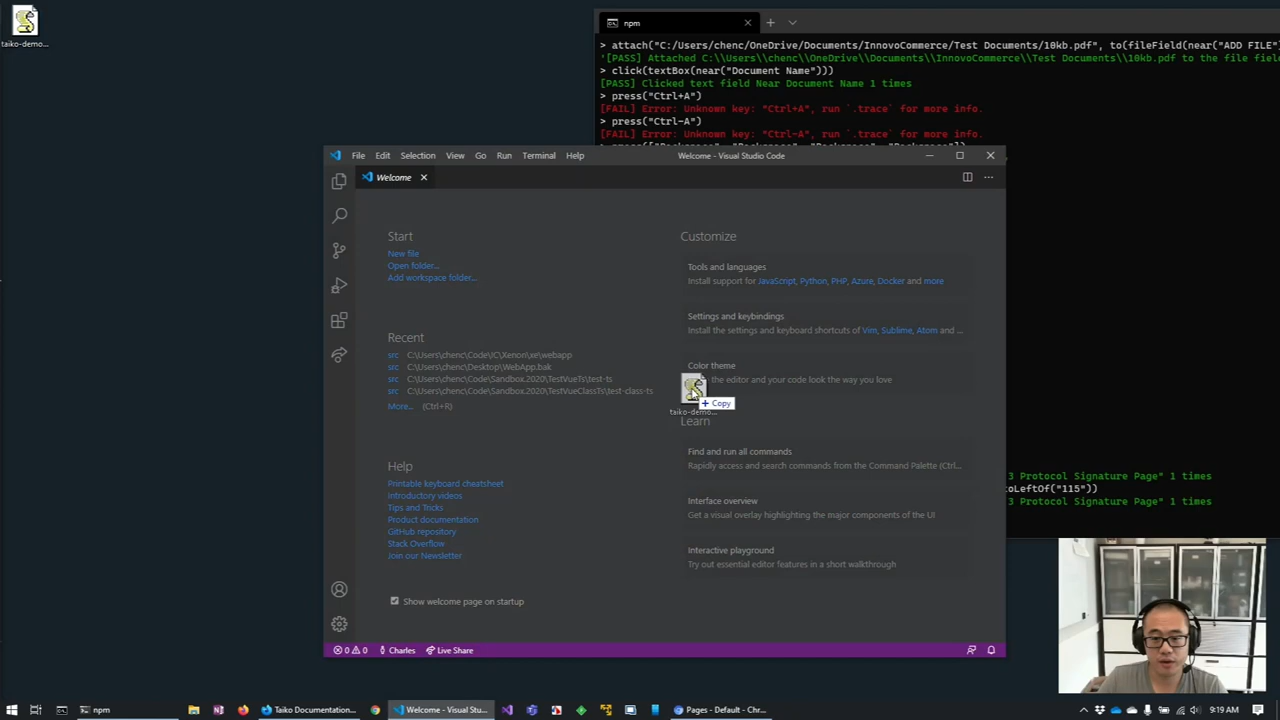 taiko-demo...
npm
> attach("C:/Users/chenc/OneDrive/Documents/InnovoCommerce/Test Documents/10kb.pdf", to(fileField(near("ADD FILE")
'[PASS] Attached C:\\Users\\chenc\\OneDrive\\Documents\\InnovoCommerce\\Test Documents\\10kb.pdf to the file field
> click(textBox(near("Document Name")))
[PASS] Clicked text field Near Document Name 1 times
> press("Ctrl+A")
[FAIL] Error: Unknown key: "Ctrl+A", run `.trace` for more info.
> press("Ctrl-A")
[FAIL] Error: Unknown key: "Ctrl-A", run `.trace` for more info.
File Edit Selection View Go Run Terminal Help
Welcome - Visual Studio Code
Welcome
Start
New file
Open folder...
Add workspace folder...
Recent
src C:\Users\chenc\Code\IC\Xenon\xe\webapp
src C:\Users\chenc\Desktop\WebApp.bak
src C:\Users\chenc\Code\Sandbox.2020\TestVueTs\test-ts
src C:\Users\chenc\Code\Sandbox.2020\TestVueClassTs\test-class-ts
More... (Ctrl+R)
Help
Printable keyboard cheatsheet
Introductory videos
Tips and Tricks
Product documentation
GitHub repository
Stack Overflow
Join our Newsletter
Show welcome page on startup
Customize
Tools and languages
Install support for JavaScript, Python, PHP, Azure, Docker and more
Settings and keybindings
Install the settings and keyboard shortcuts of Vim, Sublime, Atom and ...
Color theme
the editor and your code look the way you love
+ Copy
taiko-demo...
Learn
Find and run all commands
Rapidly access and search commands from the Command Palette (Ctrl...
Interface overview
Get a visual overlay highlighting the major components of the UI
Interactive playground
Try out essential editor features in a short walkthrough
3 Protocol Signature Page" 1 times
oLeftOf("115"))
3 Protocol Signature Page" 1 times
0 0 Charles Live Share
npm
Taiko Documentation...
Welcome - Visual Stu...
Pages - Default - Chr...
9:19 AM